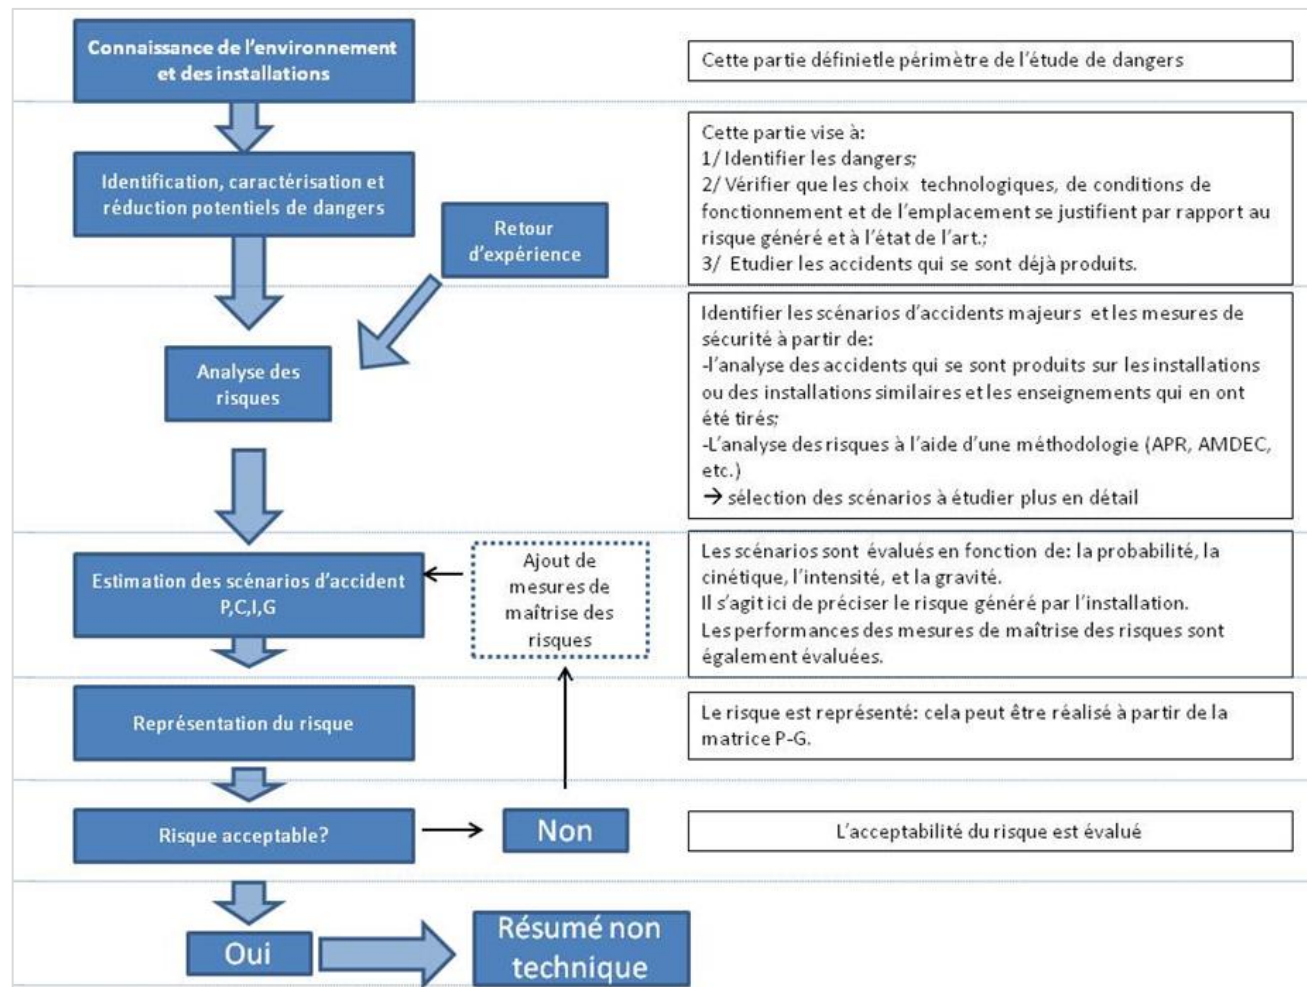 Connaissance de l'environnement
et des installations
Cette partie définietle périmètre de l'étude de dangers
Identification, caractérisation et
réduction potentiels de dangers
Retour
d'expérience
Cette partie vise à:
1/ Identifier les dangers;
2/ Vérifier que les choix technologiques, de conditions de
fonctionnement et de l'emplacement se justifient par rapport au
risque généré et à l'état de l'art.;
3/ Etudier les accidents qui se sont déjà produits.
Analyse des
risques
Identifier les scénarios d'accidents majeurs et les mesures de
sécurité à partir de:
-l'analyse des accidents qui se sont produits sur les installations
ou des installations similaires et les enseignements qui en ont
été tirés;
-L'analyse des risques à l'aide d'une méthodologie (APR, AMDEC,
etc.)
→ sélection des scénarios à étudier plus en détail
Estimation des scénarios d'accident
P,C,I,G
Ajout de
mesures de
maîtrise des
risques
Les scénarios sont évalués en fonction de: la probabilité, la
cinétique, l'intensité, et la gravité.
Il s'agit ici de préciser le risque généré par l'installation.
Les performances des mesures de maîtrise des risques sont
également évaluées.
Représentation du risque
Le risque est représenté: cela peut être réalisé à partir de la
matrice P-G.
Risque acceptable?
Non
L'acceptabilité du risque est évalué
Oui
Résumé non
technique